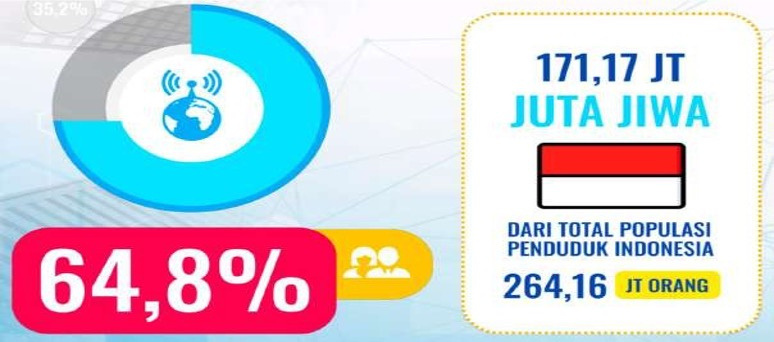 35.2%
64,8%
171,17 JT
JUTA JIWA
DARI TOTAL POPULASI
PENDUDUK INDONESIA
264,16 JT ORANG